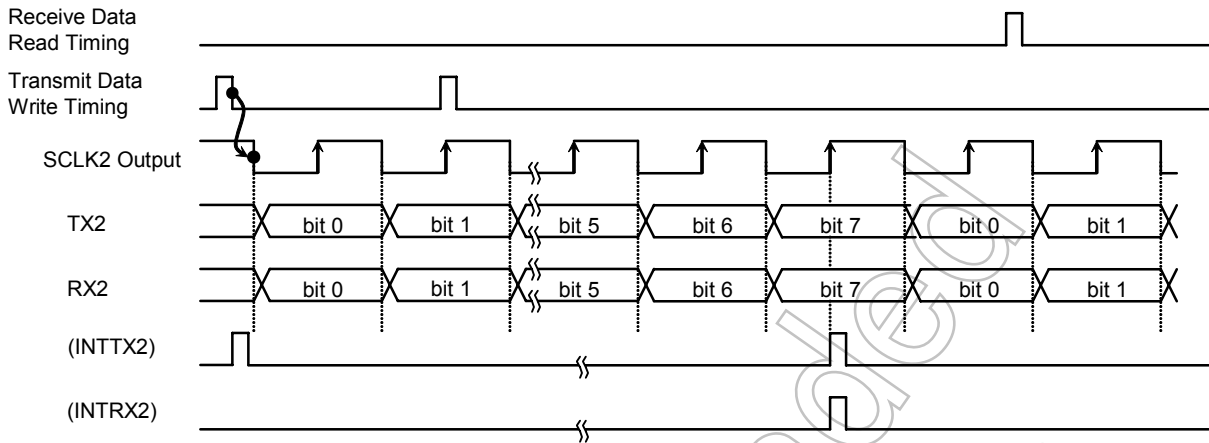 Receive Data
Read Timing
Transmit Data
Write Timing
SCLK2 Output
TX2
bit 0 bit 1 bit 5 bit 6 bit 7 bit 0 bit 1
RX2
bit 0 bit 1 bit 5 bit 6 bit 7 bit 0 bit 1
(INTTX2)
(INTRX2)
ded